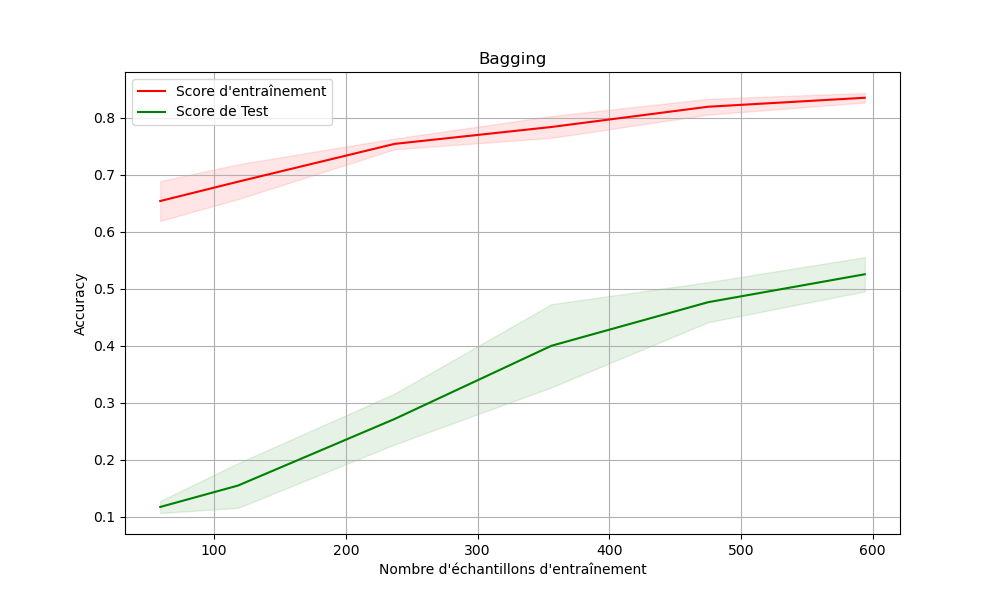 Bagging
Score d'entraînement
Score de Test
Accuracy
0.8
0.7
0.6
0.5
0.4
0.3
0.2
0.1
100 200 300 400 500 600
Nombre d'échantillons d'entraînement